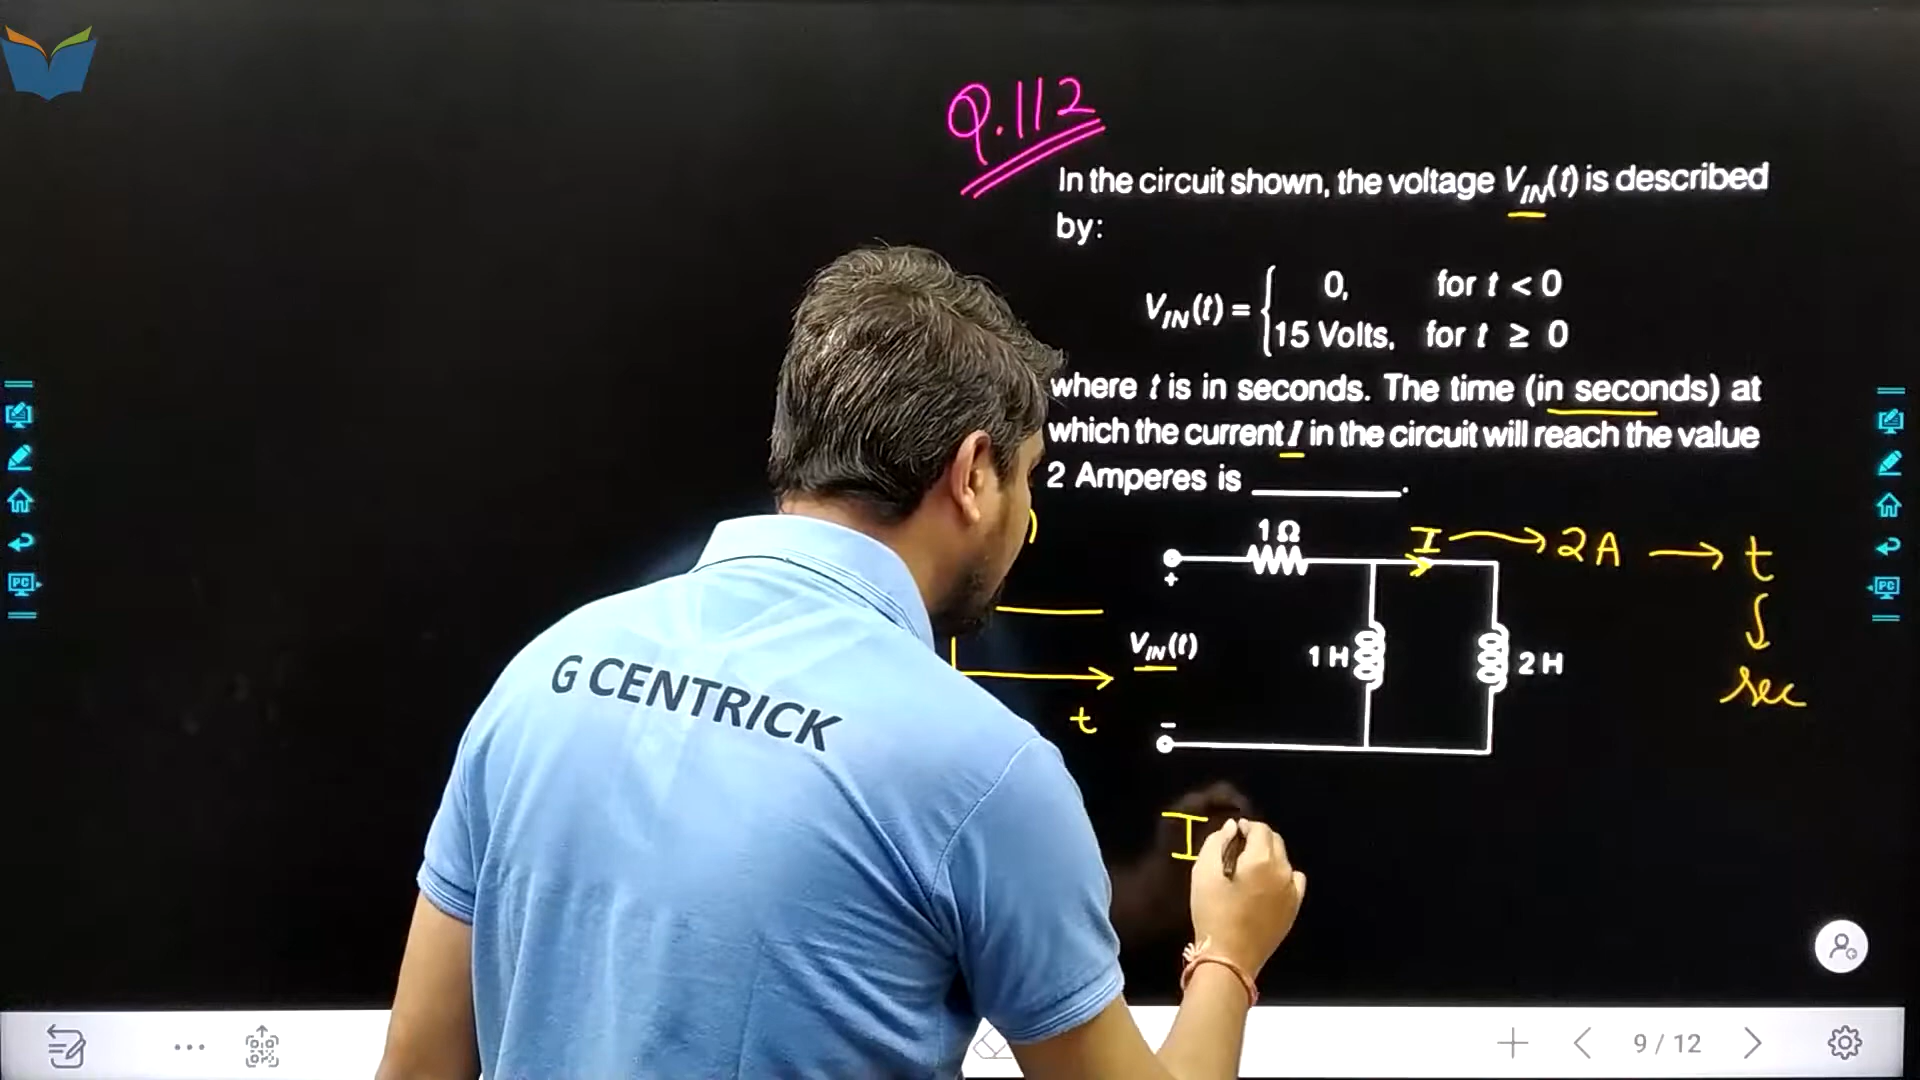 Q.112
In the circuit shown, the voltage V_IN(t) is described
by:
V_IN(t) = { 0, for t < 0
15 Volts, for t ≥ 0
where t is in seconds. The time (in seconds) at
which the current I in the circuit will reach the value
2 Amperes is ________.
1 Ω
I → 2A → t
sec
+
V_IN(t)
1 H
2 H
t
−
I
G CENTRICK
PC
PC
9 / 12